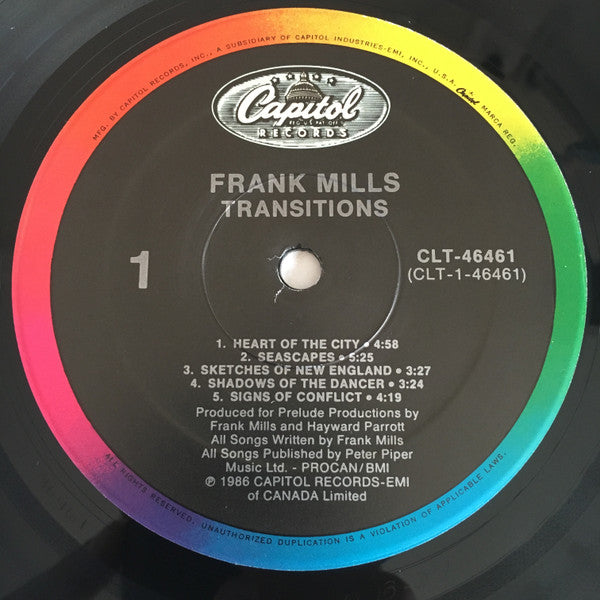 MFG. BY CAPITOL RECORDS, INC., A SUBSIDIARY OF CAPITOL INDUSTRIES-EMI, INC., U.S.A. Capitol MARCA REG.
Capitol
REG. U.S. PAT. OFF.
RECORDS
FRANK MILLS
TRANSITIONS
1
CLT-46461
(CLT-1-46461)
1. HEART OF THE CITY • 4:58
2. SEASCAPES • 5:25
3. SKETCHES OF NEW ENGLAND • 3:27
4. SHADOWS OF THE DANCER • 3:24
5. SIGNS OF CONFLICT • 4:19
Produced for Prelude Productions by
Frank Mills and Hayward Parrott
All Songs Written by Frank Mills
All Songs Published by Peter Piper
Music Ltd. - PROCAN/BMI
℗ 1986 CAPITOL RECORDS-EMI
of CANADA Limited
ALL RIGHTS RESERVED. UNAUTHORIZED DUPLICATION IS A VIOLATION OF APPLICABLE LAWS.